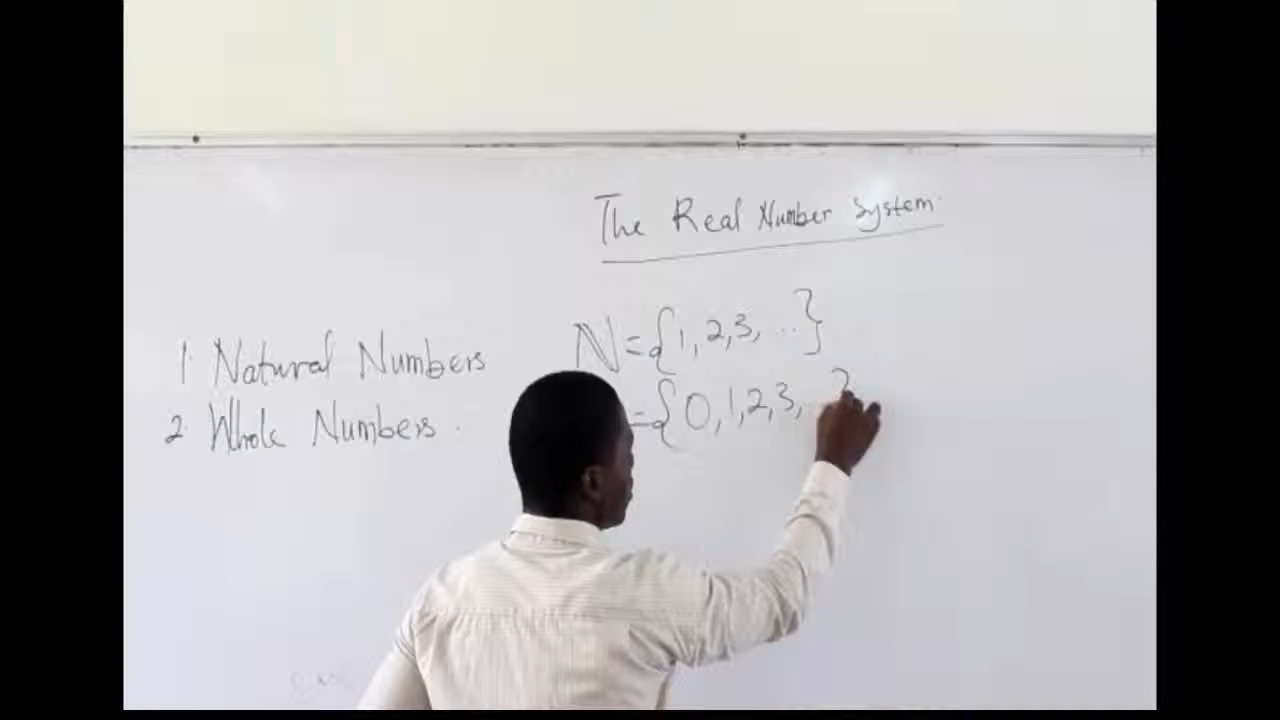 The Real Number System.
1. Natural Numbers N={1,2,3, ...}
2. Whole Numbers. ={0,1,2,3, ...}